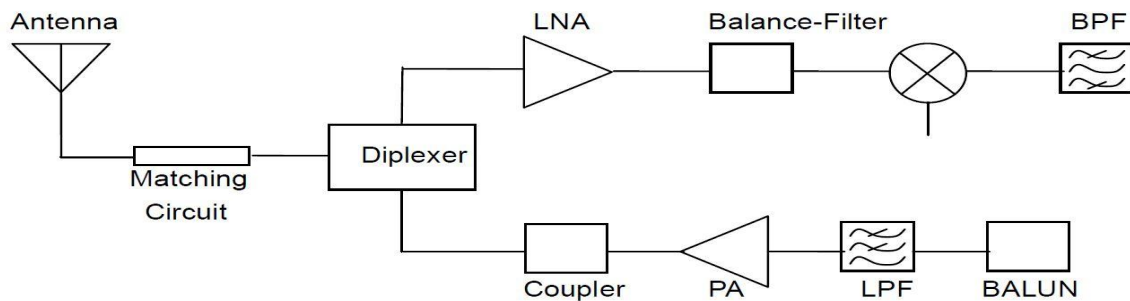 Antenna
LNA
Balance-Filter
BPF
Diplexer
Matching
Circuit
Coupler
PA
LPF
BALUN